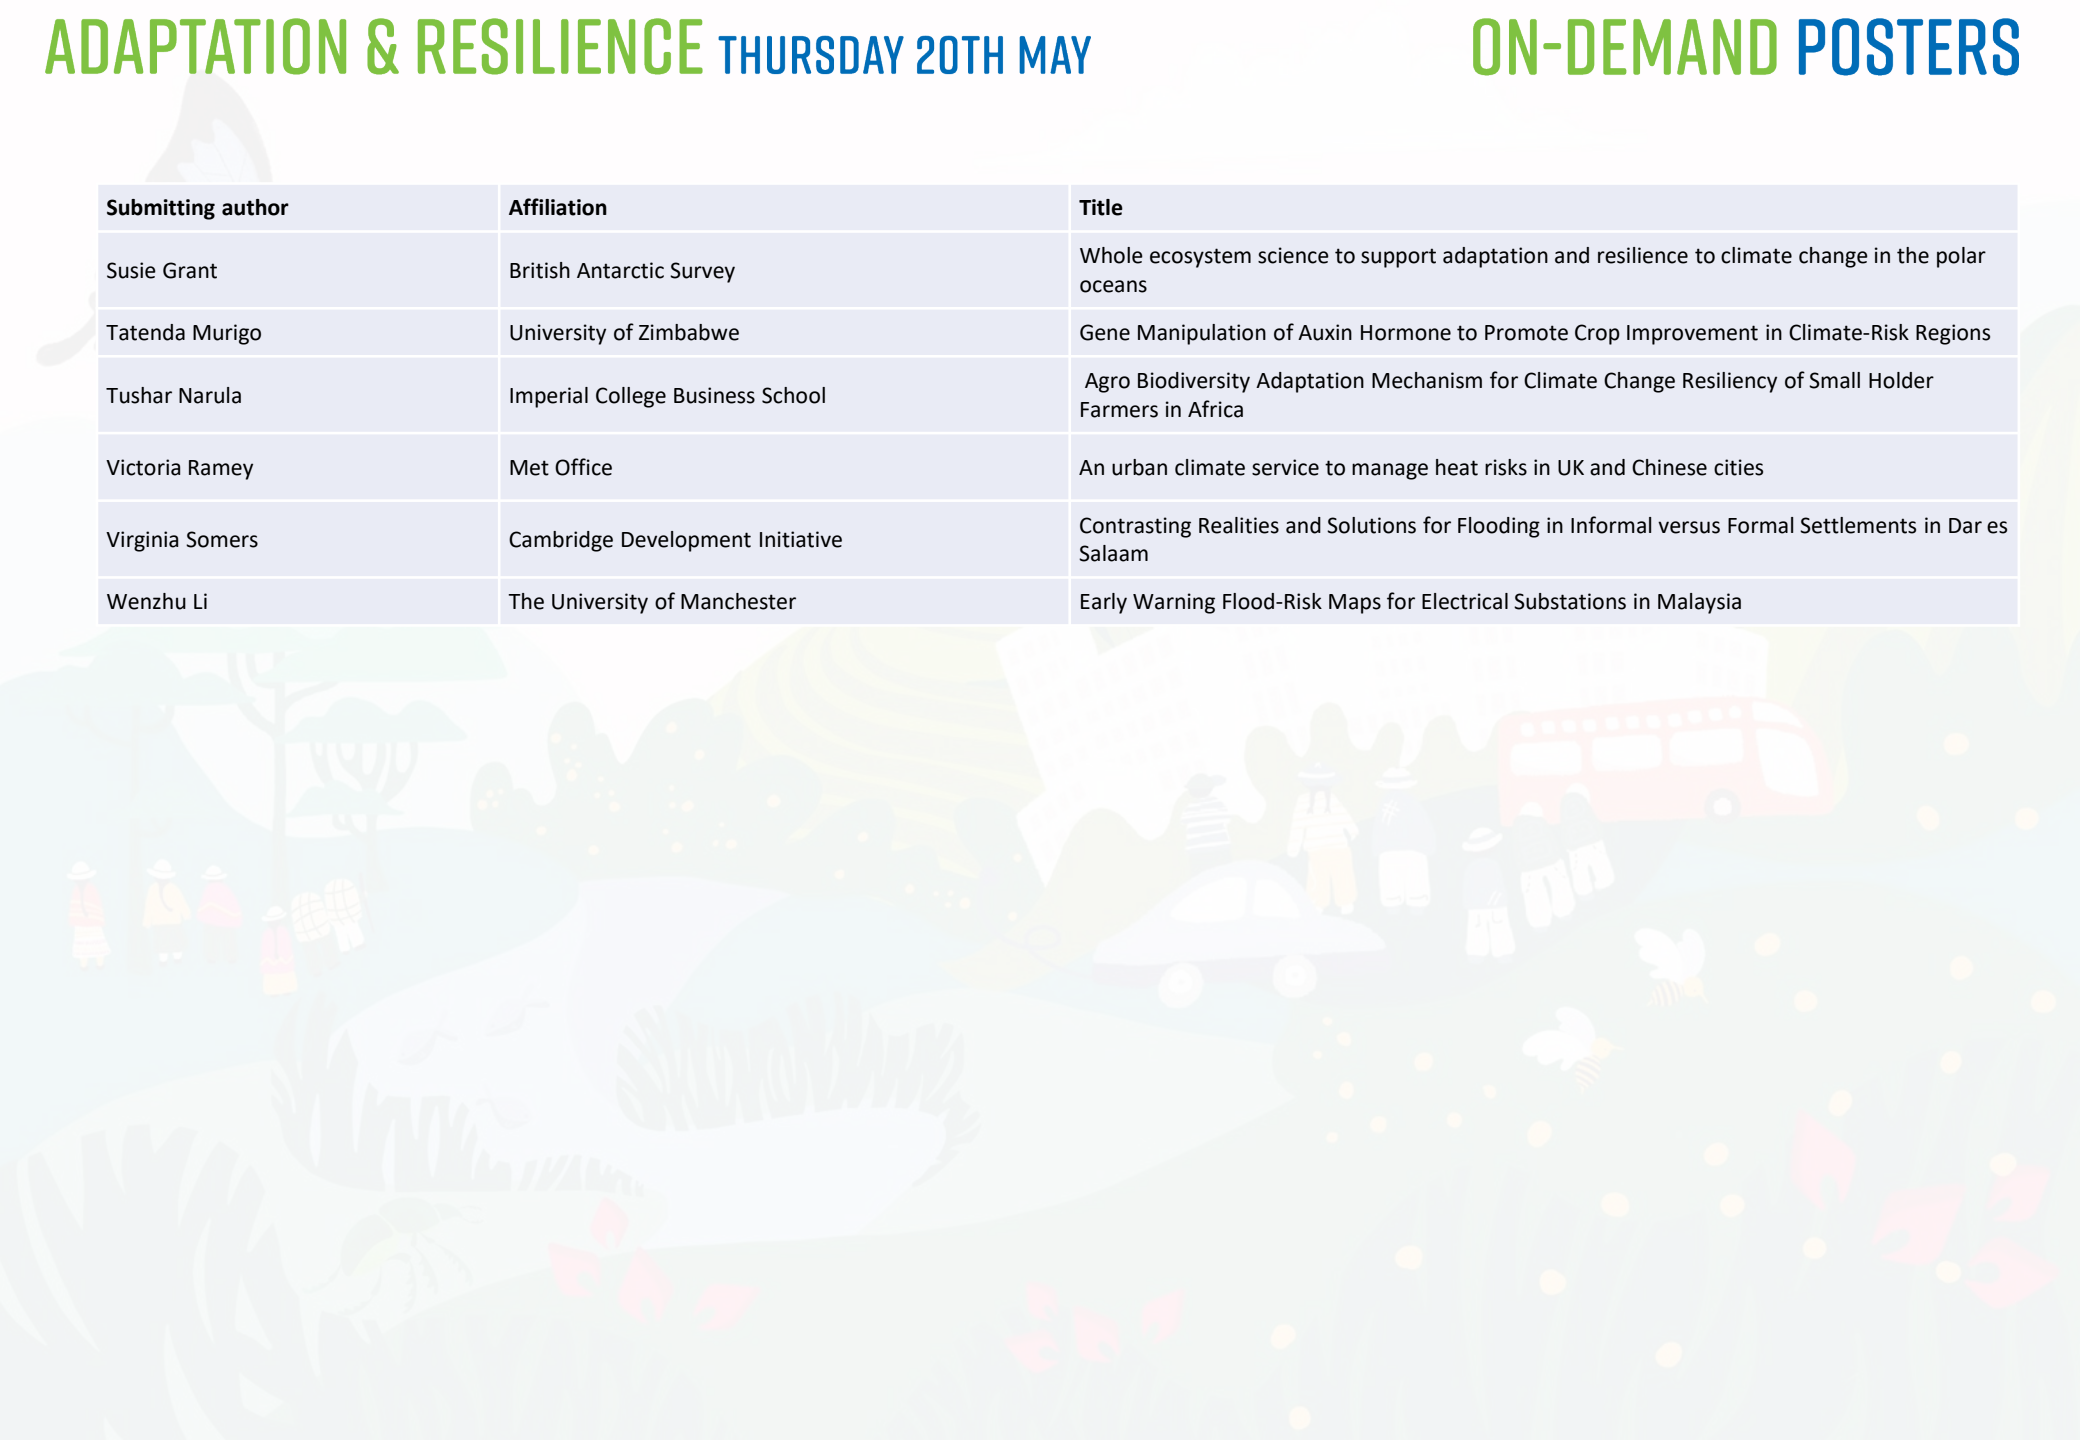 ADAPTATION & RESILIENCE THURSDAY 20TH MAY ON-DEMAND POSTERS
Submitting author Affiliation Title
Susie Grant British Antarctic Survey Whole ecosystem science to support adaptation and resilience to climate change in the polar
oceans
Tatenda Murigo University of Zimbabwe Gene Manipulation of Auxin Hormone to Promote Crop Improvement in Climate-Risk Regions
Tushar Narula Imperial College Business School Agro Biodiversity Adaptation Mechanism for Climate Change Resiliency of Small Holder
Farmers in Africa
Victoria Ramey Met Office An urban climate service to manage heat risks in UK and Chinese cities
Virginia Somers Cambridge Development Initiative Contrasting Realities and Solutions for Flooding in Informal versus Formal Settlements in Dar es
Salaam
Wenzhu Li The University of Manchester Early Warning Flood-Risk Maps for Electrical Substations in Malaysia